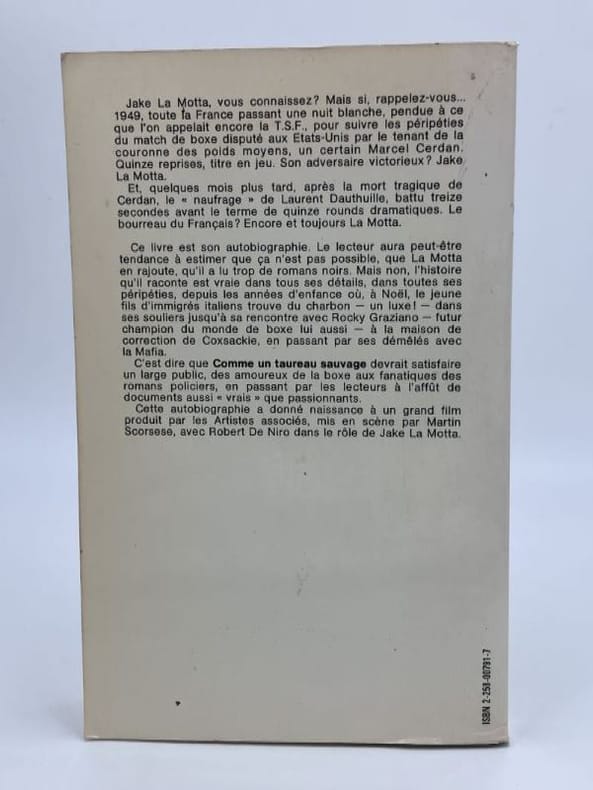 Jake La Motta, vous connaissez? Mais si, rappelez-vous...
1949, toute la France passant une nuit blanche, pendue à ce
que l'on appelait encore la T.S.F., pour suivre les péripéties
du match de boxe disputé aux États-Unis par le tenant de la
couronne des poids moyens, un certain Marcel Cerdan.
Quinze reprises, titre en jeu. Son adversaire victorieux? Jake
La Motta.
Et, quelques mois plus tard, après la mort tragique de
Cerdan, le « naufrage » de Laurent Dauthuille, battu treize
secondes avant le terme de quinze rounds dramatiques. Le
bourreau du Français? Encore et toujours La Motta.
Ce livre est son autobiographie. Le lecteur aura peut-être
tendance à estimer que ça n'est pas possible, que La Motta
en rajoute, qu'il a lu trop de romans noirs. Mais non, l'histoire
qu'il raconte est vraie dans tous ses détails, dans toutes ses
péripéties, depuis les années d'enfance où, à Noël, le jeune
fils d'immigrés italiens trouve du charbon — un luxe! — dans
ses souliers jusqu'à sa rencontre avec Rocky Graziano — futur
champion du monde de boxe lui aussi — à la maison de
correction de Coxsackie, en passant par ses démêlés avec
la Mafia.
C'est dire que Comme un taureau sauvage devrait satisfaire
un large public, des amoureux de la boxe aux fanatiques des
romans policiers, en passant par les lecteurs à l'affût de
documents aussi « vrais » que passionnants.
Cette autobiographie a donné naissance à un grand film
produit par les Artistes associés, mis en scène par Martin
Scorsese, avec Robert De Niro dans le rôle de Jake La Motta.
ISBN 2-258-00791-7